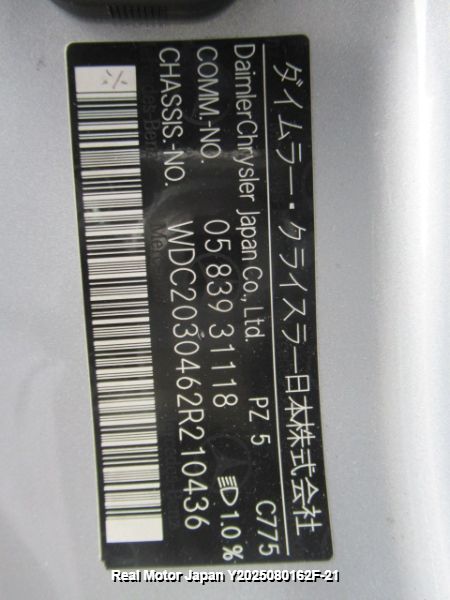 ダイムラー・クライスラー日本株式会社
DaimlerChrysler Japan Co., Ltd.
PZ 5 C775
COMM.-NO. 05 839 31118
1.0%
CHASSIS.-NO. WDC2030462R210436
Real Motor Japan Y2025080162F-21